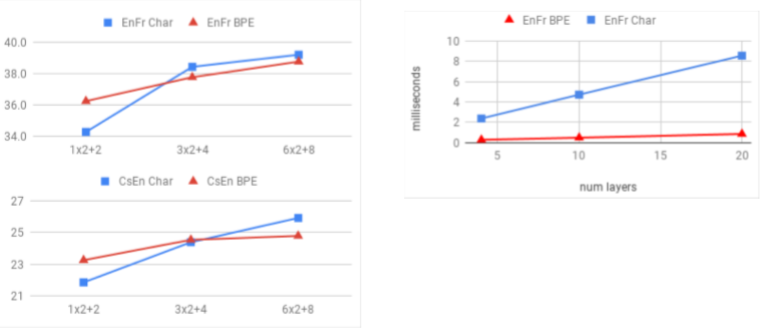 EnFr Char EnFr BPE
40.0
38.0
36.0
34.0
1x2+2 3x2+4 6x2+8
CsEn Char CsEn BPE
27
25
23
21
1x2+2 3x2+4 6x2+8
EnFr BPE EnFr Char
milliseconds
10
8
6
4
2
0
5 10 15 20
num layers